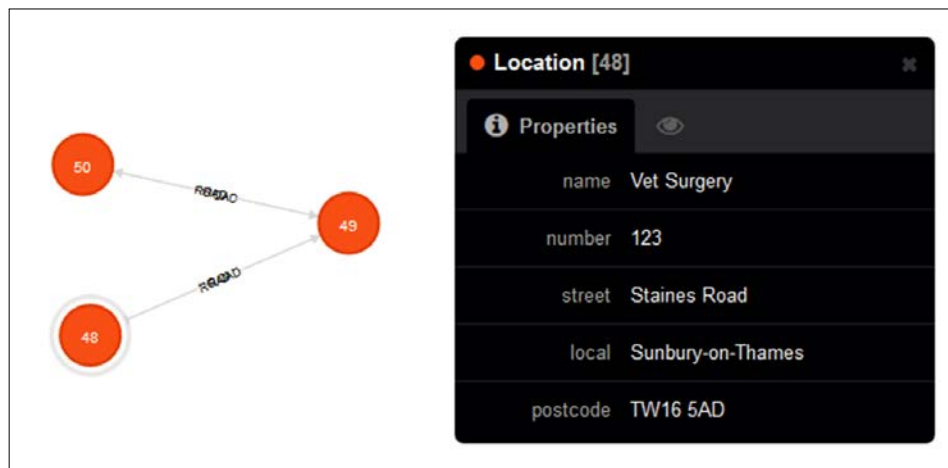 50
49
48
Location [48]
Properties
name Vet Surgery
number 123
street Staines Road
local Sunbury-on-Thames
postcode TW16 5AD